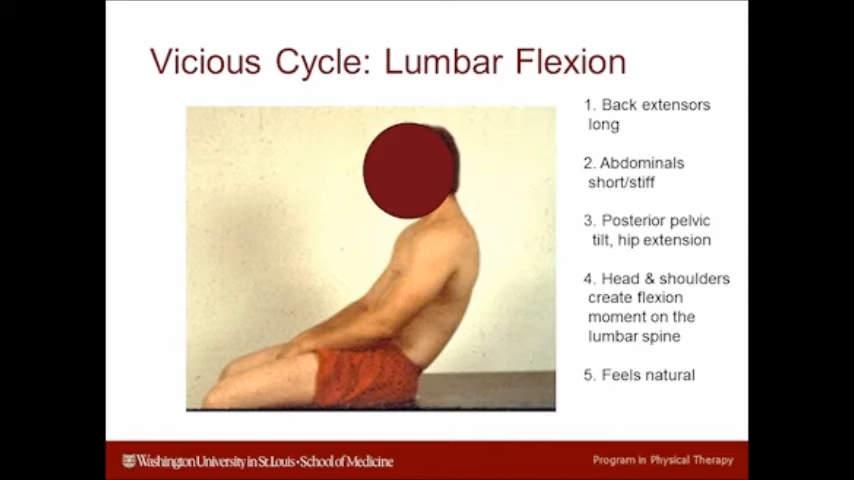 Vicious Cycle: Lumbar Flexion
1. Back extensors
long
2. Abdominals
short/stiff
3. Posterior pelvic
tilt, hip extension
4. Head & shoulders
create flexion
moment on the
lumbar spine
5. Feels natural
Washington University in St. Louis • School of Medicine
Program in Physical Therapy